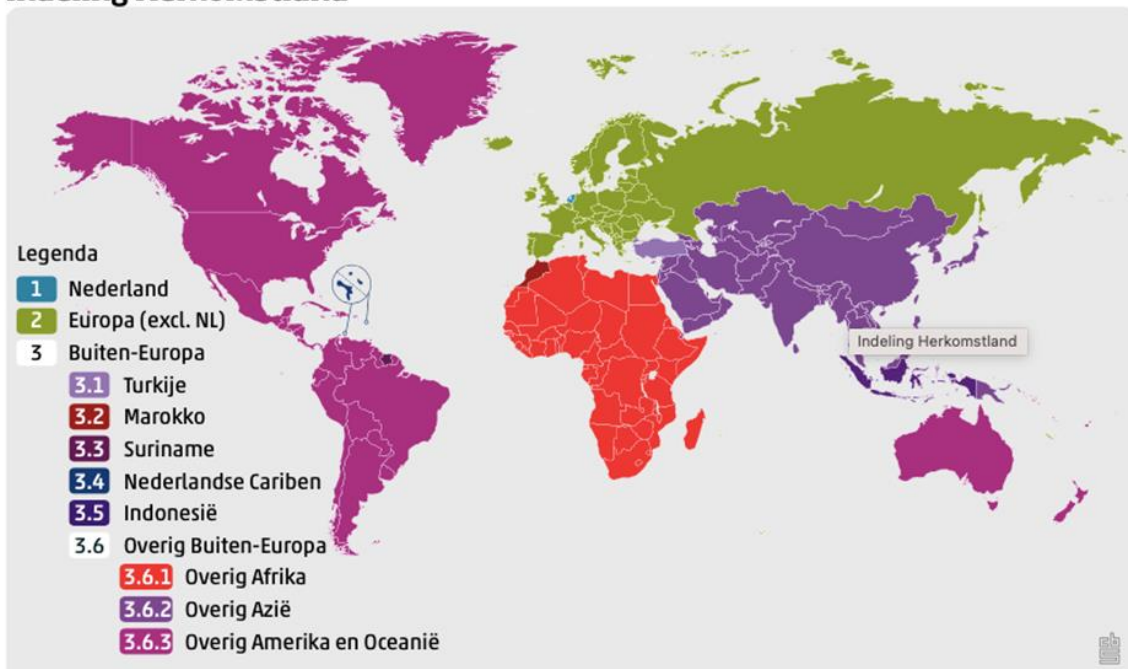 Indeling Herkomstland
Legenda
1 Nederland
2 Europa (excl. NL)
3 Buiten-Europa
3.1 Turkije
3.2 Marokko
3.3 Suriname
3.4 Nederlandse Cariben
3.5 Indonesië
3.6 Overig Buiten-Europa
3.6.1 Overig Afrika
3.6.2 Overig Azië
3.6.3 Overig Amerika en Oceanië
Indeling Herkomstland